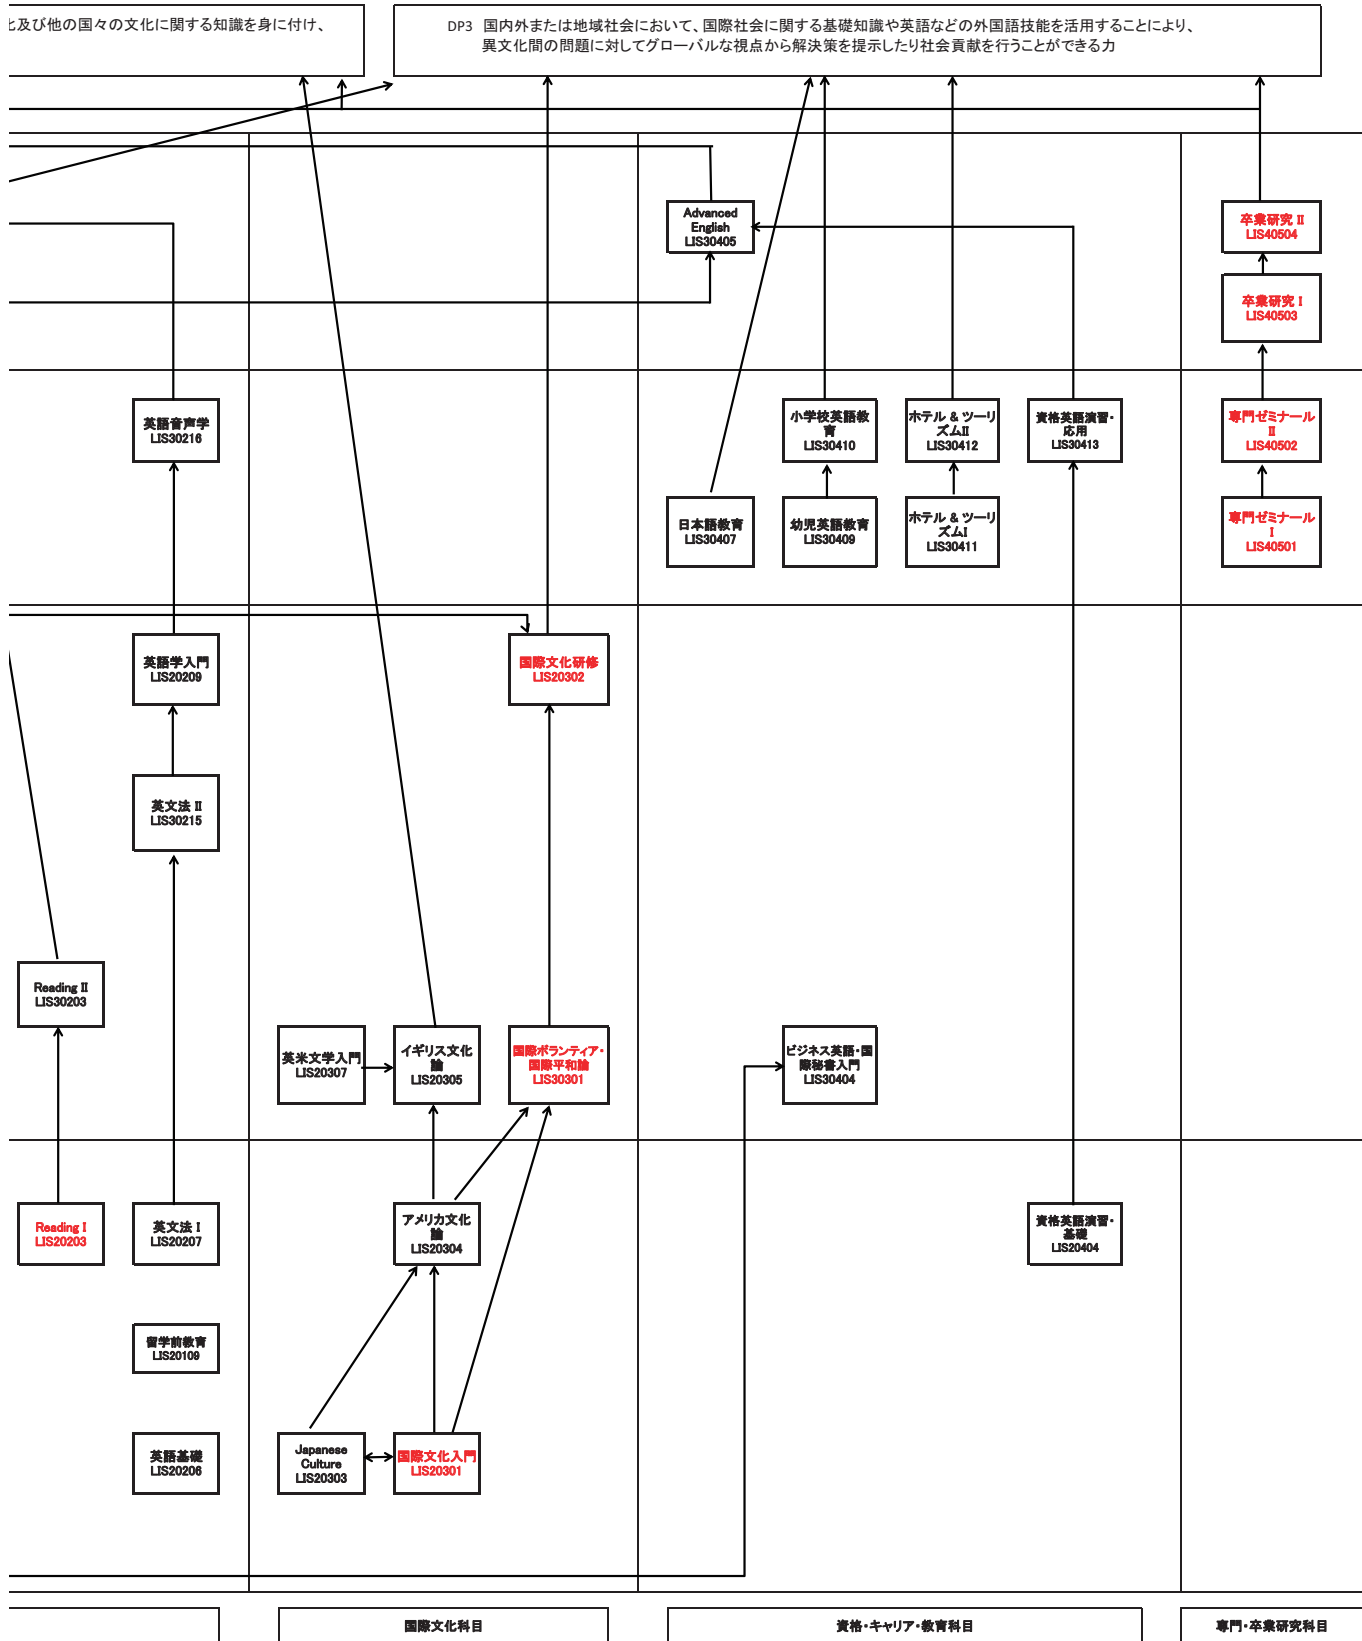 化及び他の国々の文化に関する知識を身に付け、
DP3 国内外または地域社会において、国際社会に関する基礎知識や英語などの外国語技能を活用することにより、
異文化間の問題に対してグローバルな視点から解決策を提示したり社会貢献を行うことができる力
Advanced
English
LIS30405
卒業研究 II
LIS40504
卒業研究 I
LIS40503
英語音声学
LIS30216
小学校英語教
育
LIS30410
ホテル & ツーリ
ズムII
LIS30412
資格英語演習・
応用
LIS30413
専門ゼミナール
II
LIS40502
日本語教育
LIS30407
幼児英語教育
LIS30409
ホテル & ツーリ
ズムI
LIS30411
専門ゼミナール
I
LIS40501
英語学入門
LIS20209
国際文化研修
LIS20302
英文法 II
LIS30215
Reading II
LIS30203
英米文学入門
LIS20307
イギリス文化
論
LIS20305
国際ボランティア・
国際平和論
LIS30301
ビジネス英語・国
際秘書入門
LIS30404
Reading I
LIS20203
英文法 I
LIS20207
アメリカ文化
論
LIS20304
資格英語演習・
基礎
LIS20404
留学前教育
LIS20109
英語基礎
LIS20206
Japanese
Culture
LIS20303
国際文化入門
LIS20301
国際文化科目
資格・キャリア・教育科目
専門・卒業研究科目